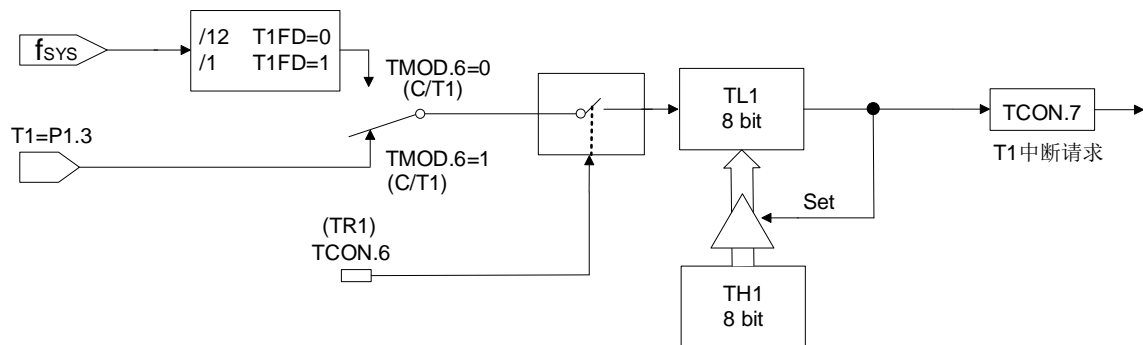 fSYS
/12 T1FD=0
/1 T1FD=1
TMOD.6=0
(C/T1)
T1=P1.3
TMOD.6=1
(C/T1)
(TR1)
TCON.6
TL1
8 bit
TCON.7
T1中断请求
Set
TH1
8 bit